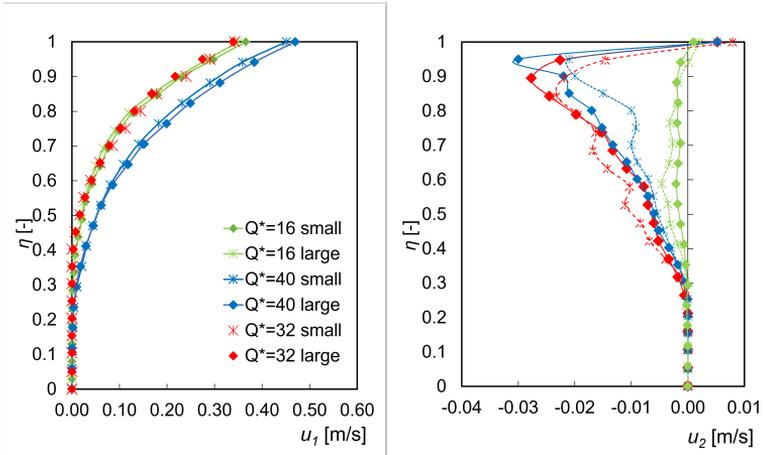 1
0.9
0.8
0.7
0.6
0.5
0.4
0.3
0.2
0.1
0
η [-]
Q*=16 small
Q*=16 large
Q*=40 small
Q*=40 large
Q*=32 small
Q*=32 large
0.00 0.10 0.20 0.30 0.40 0.50 0.60
u1 [m/s]
1
0.9
0.8
0.7
0.6
0.5
0.4
0.3
0.2
0.1
0
η [-]
-0.04 -0.03 -0.02 -0.01 0.00 0.01
u2 [m/s]